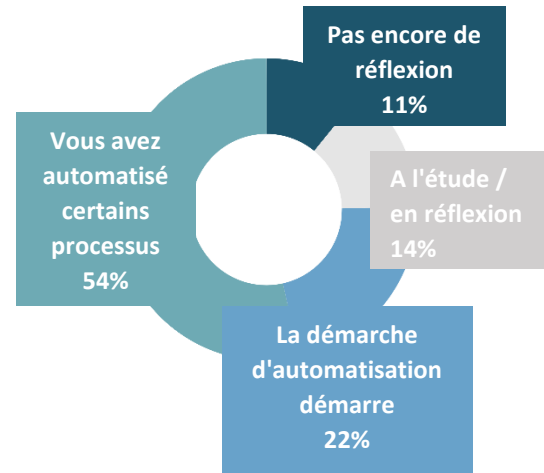 Pas encore de
réflexion
11%
Vous avez
automatisé
certains
processus
54%
A l'étude /
en réflexion
14%
La démarche
d'automatisation
démarre
22%